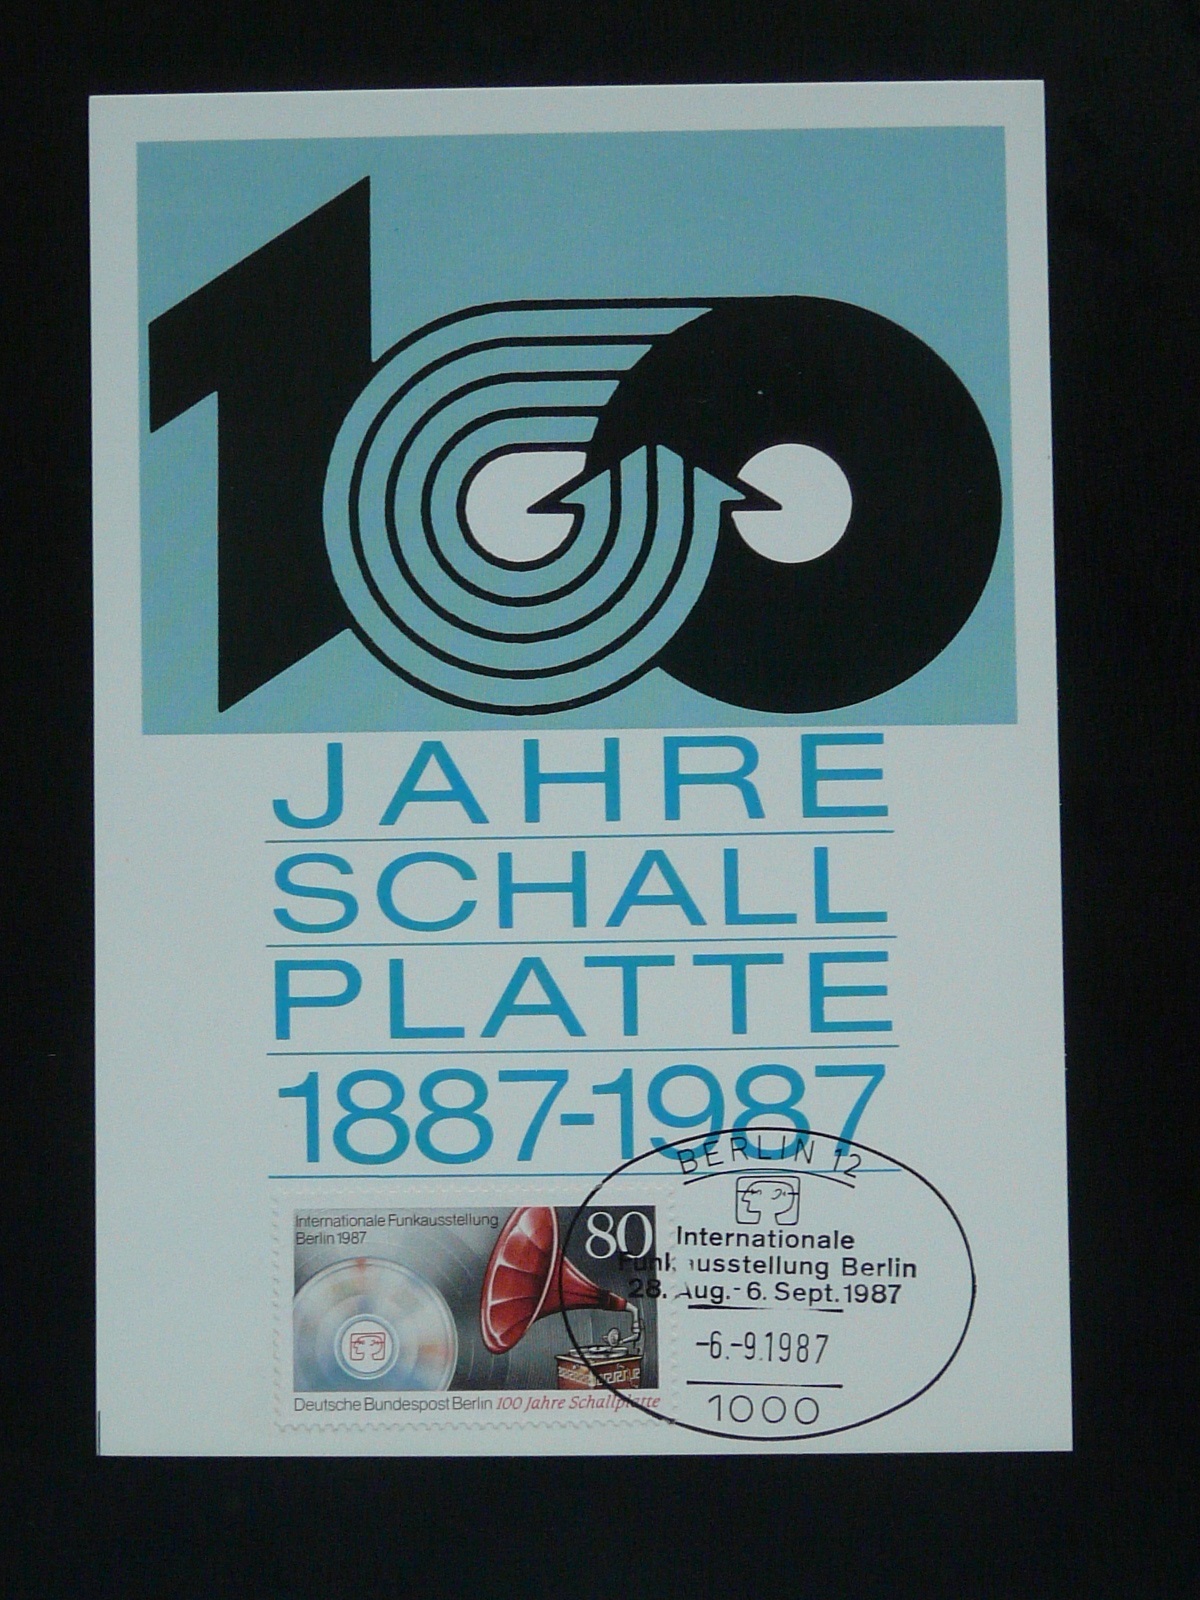 100
JAHRE
SCHALL
PLATTE
1887-1987
BERLIN 12
Internationale
Funkausstellung Berlin
28. Aug.-6. Sept. 1987
-6.-9.1987
1000
Internationale Funkausstellung
Berlin 1987
80
Deutsche Bundespost Berlin 100 Jahre Schallplatte